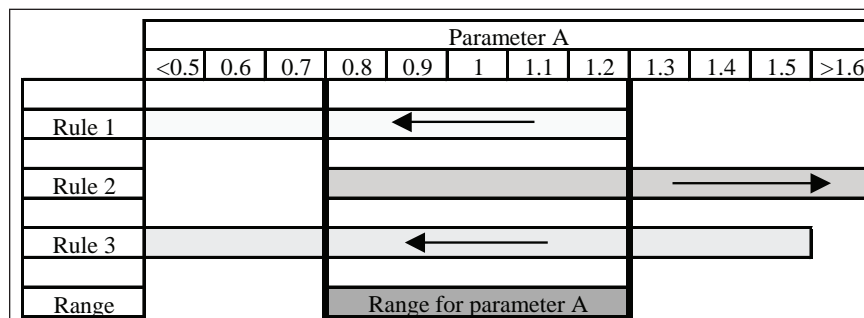 Parameter A
<0.5 0.6 0.7 0.8 0.9 1 1.1 1.2 1.3 1.4 1.5 >1.6
Rule 1
Rule 2
Rule 3
Range Range for parameter A